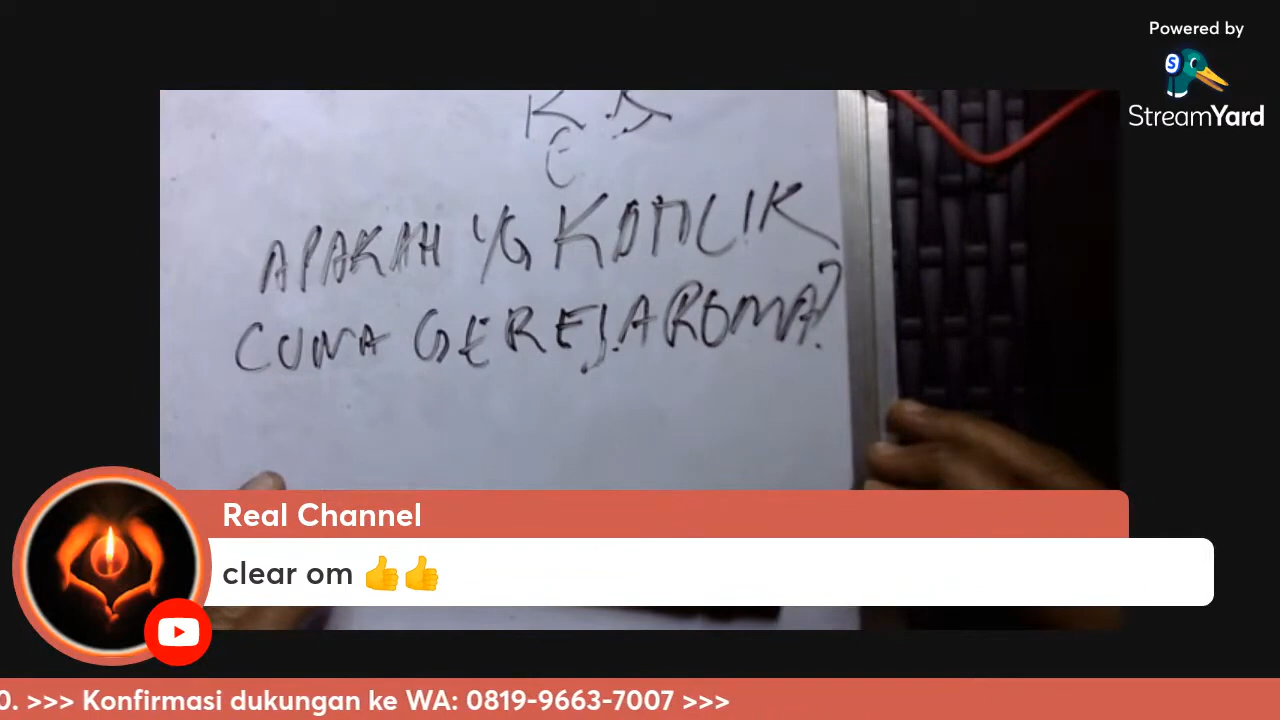 Powered by
StreamYard
K
APAKAH YG KATOLIK
CUMA GEREJA ROMA?
Real Channel
clear om 👍👍
0. >>> Konfirmasi dukungan ke WA: 0819-9663-7007 >>>